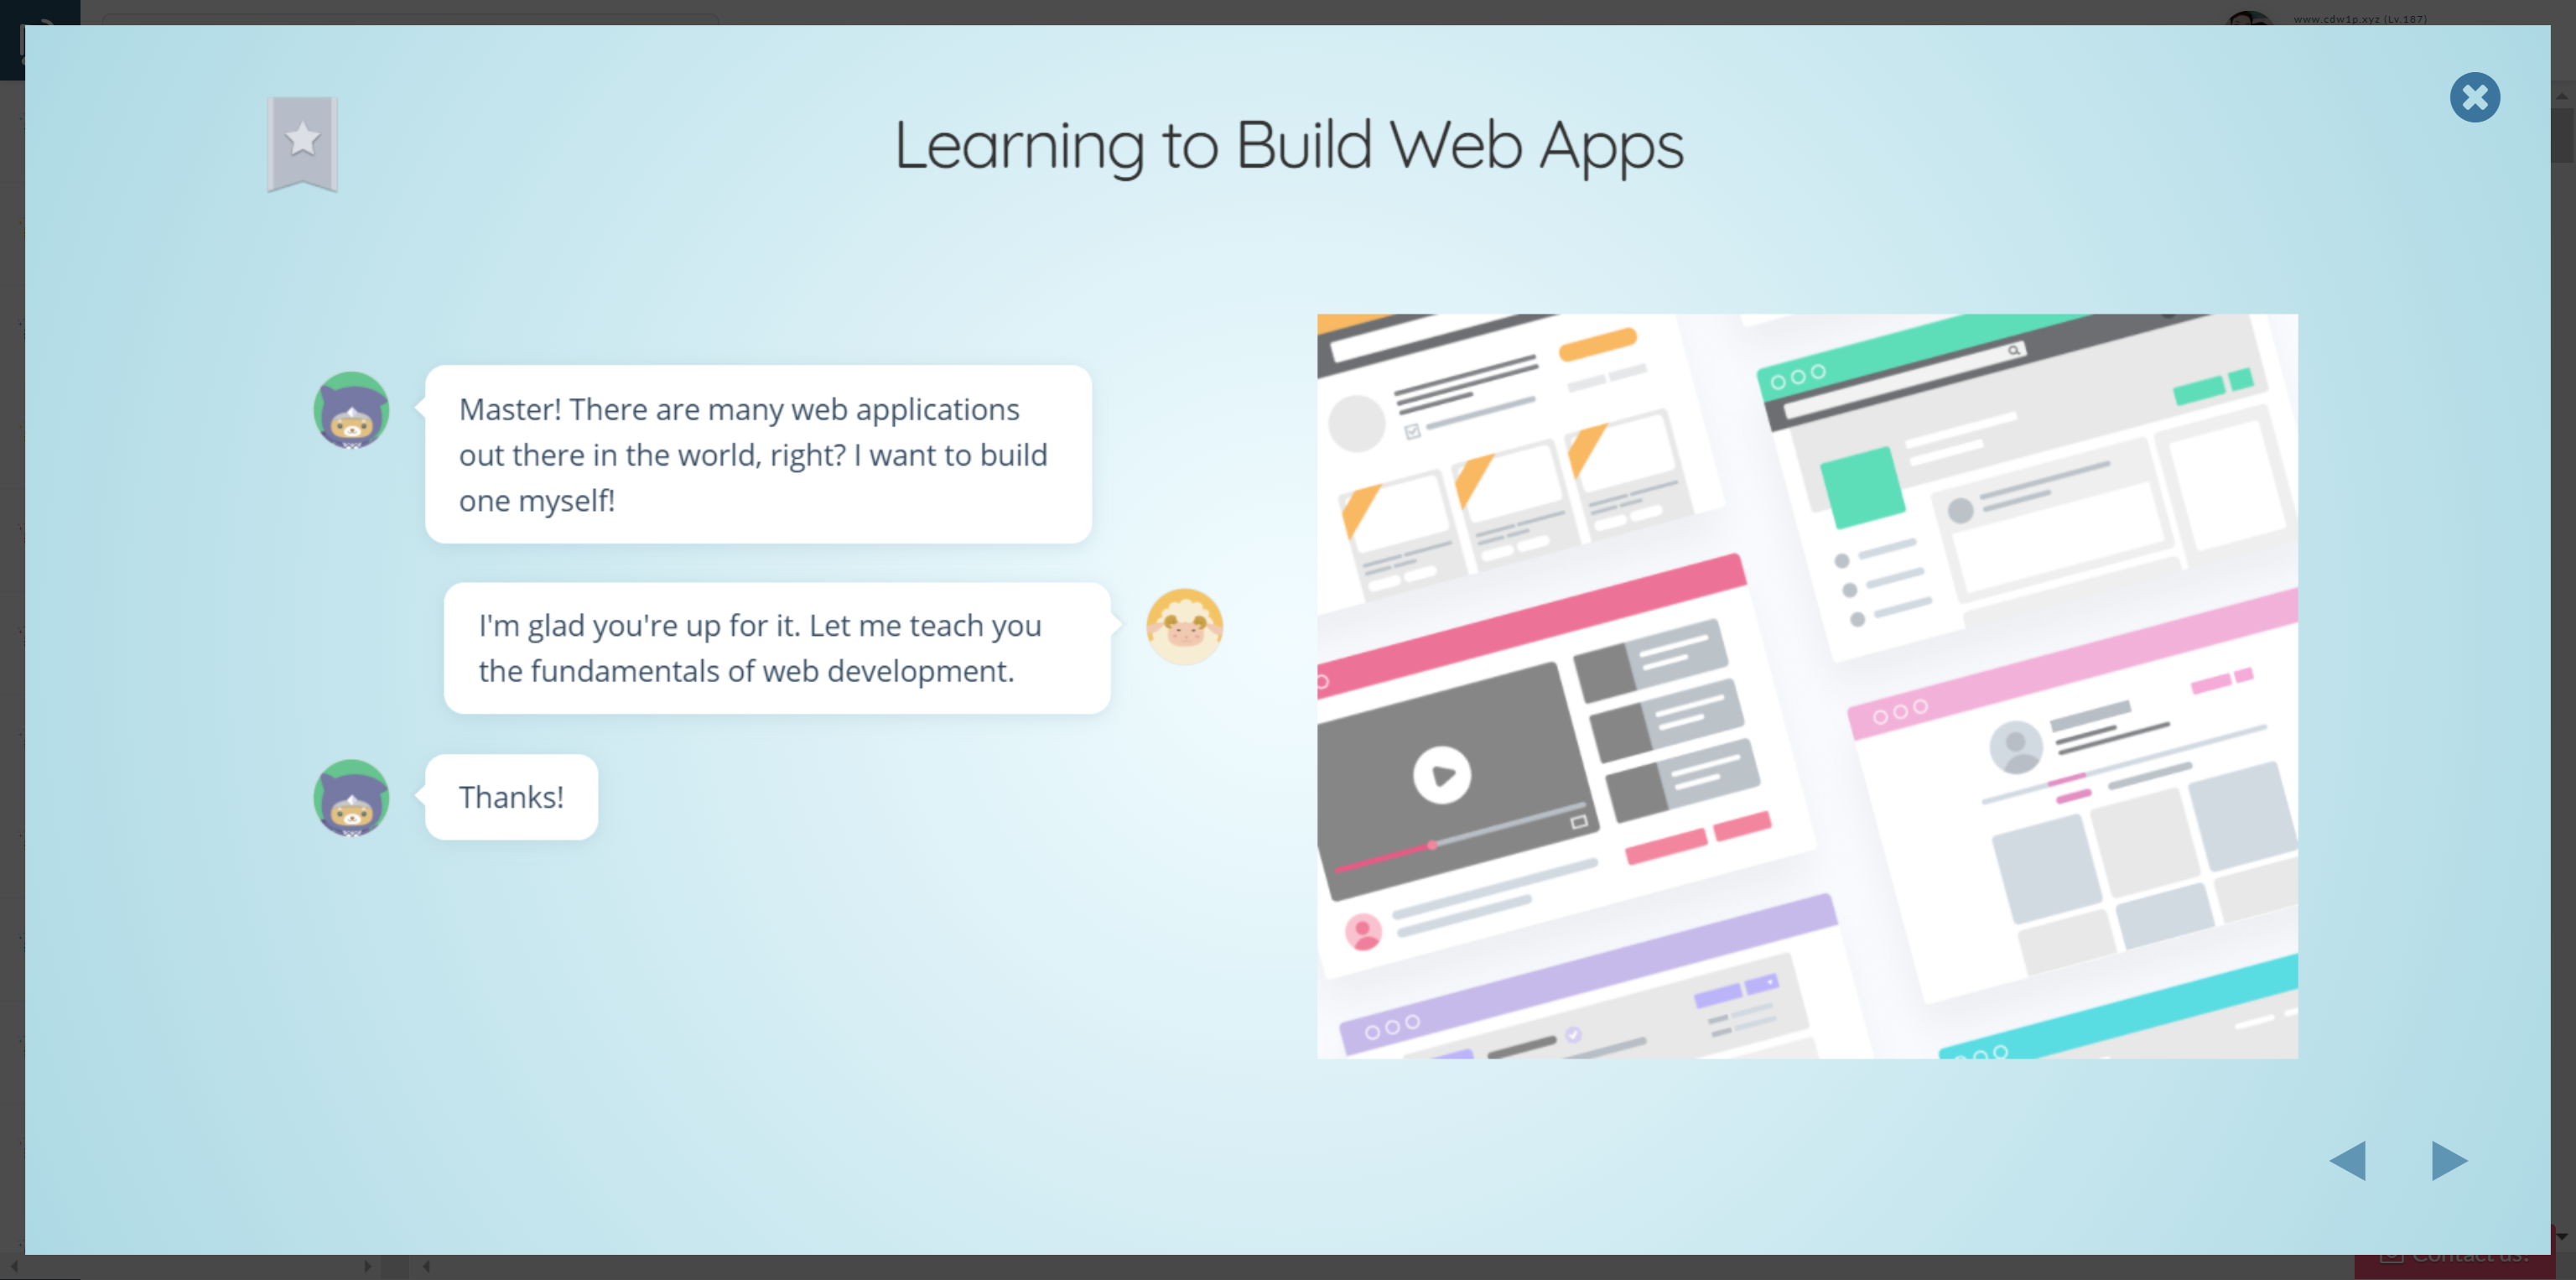 www.cdw1p.xyz (Lv.187)
Learning to Build Web Apps
Master! There are many web applications
out there in the world, right? I want to build
one myself!
I'm glad you're up for it. Let me teach you
the fundamentals of web development.
Thanks!
Contact us!